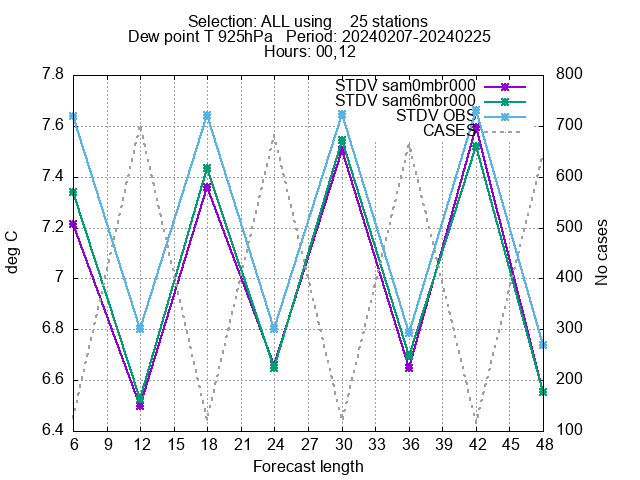 Selection: ALL using    25 stations
Dew point T 925hPa   Period: 20240207-20240225
Hours: 00,12
7.8
7.6
7.4
7.2
7
6.8
6.6
6.4
deg C
STDV sam0mbr000
STDV sam6mbr000
STDV OBS
CASES
800
700
600
500
400
300
200
100
No cases
6 9 12 15 18 21 24 27 30 33 36 39 42 45 48
Forecast length